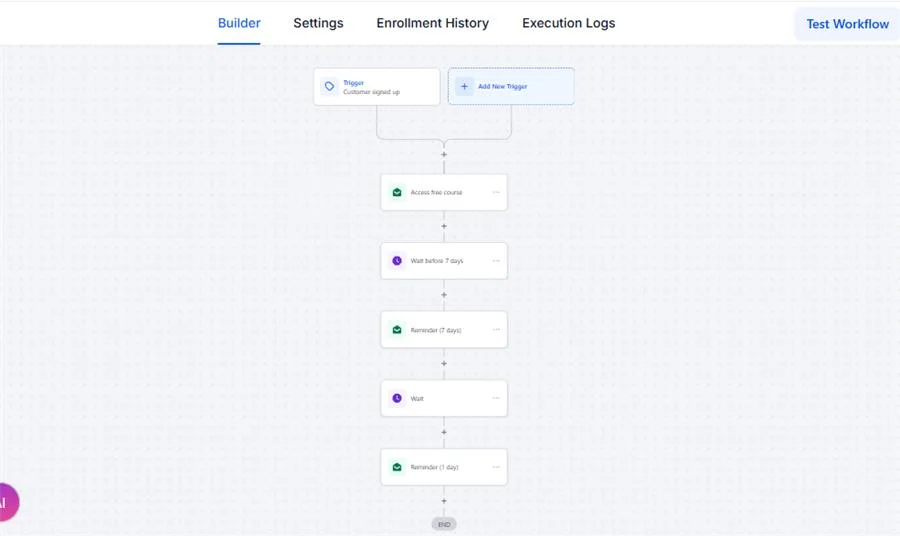 Builder Settings Enrollment History Execution Logs Test Workflow
Trigger
Customer signed up
+ Add New Trigger
+
Access free course ...
+
Wait before 7 days ...
+
Reminder (7 days) ...
+
Wait ...
+
Reminder (1 day) ...
+
END